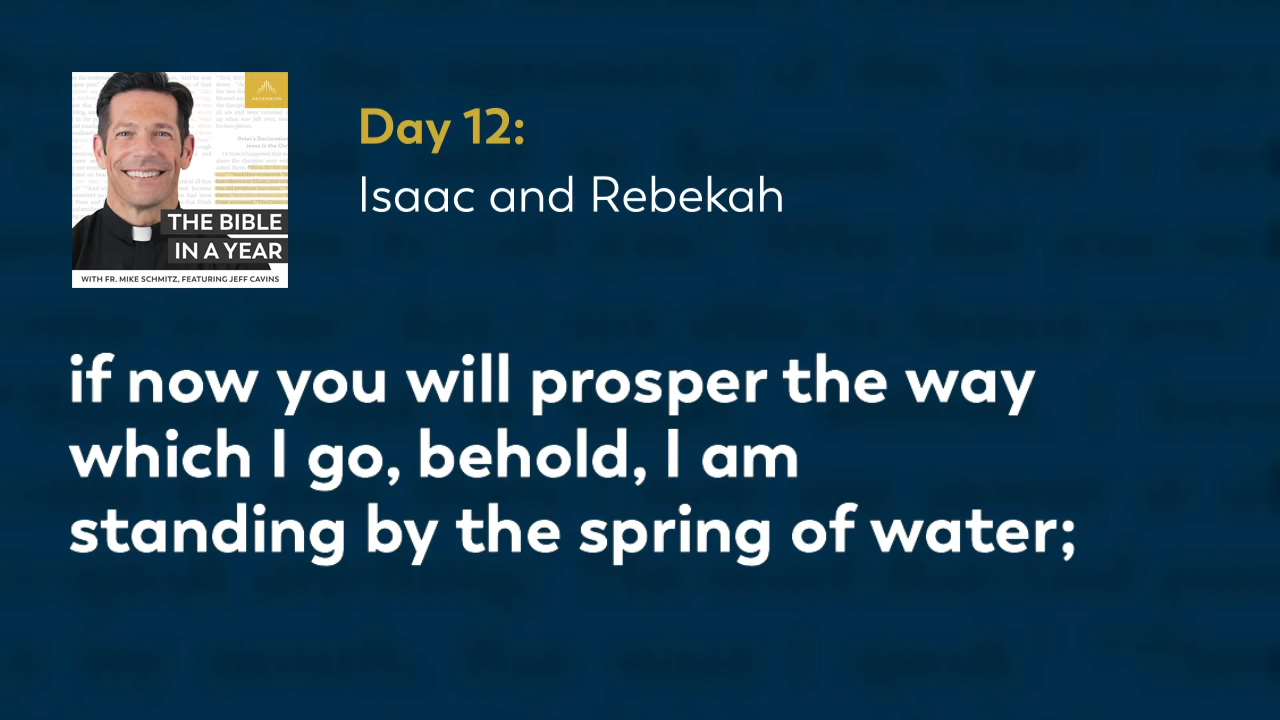 ASCENSION
THE BIBLE
IN A YEAR
WITH FR. MIKE SCHMITZ, FEATURING JEFF CAVINS
Day 12:
Isaac and Rebekah
if now you will prosper the way
which I go, behold, I am
standing by the spring of water;